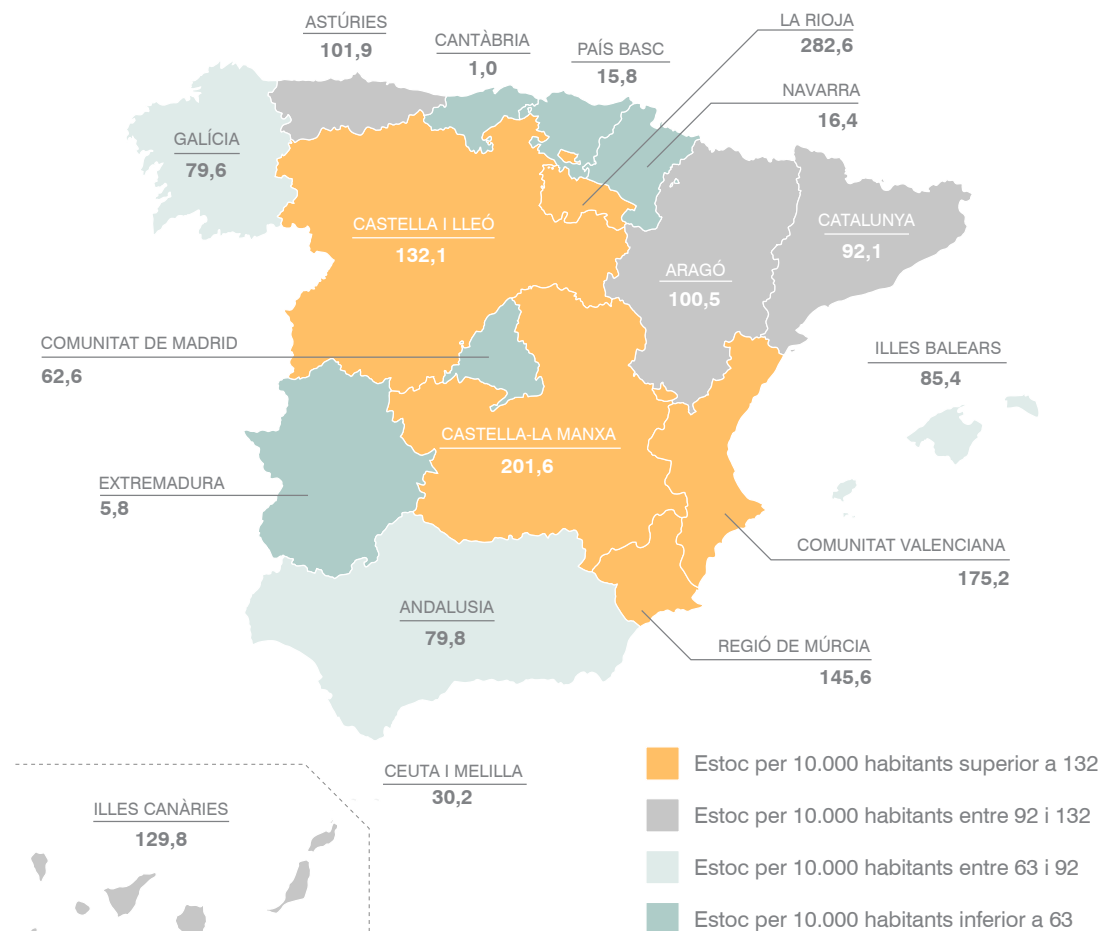 ASTÚRIES
101,9
CANTÀBRIA
1,0
PAÍS BASC
15,8
LA RIOJA
282,6
NAVARRA
16,4
GALÍCIA
79,6
CASTELLA I LLEÓ
132,1
CATALUNYA
92,1
ARAGÓ
100,5
COMUNITAT DE MADRID
62,6
ILLES BALEARS
85,4
CASTELLA-LA MANXA
201,6
EXTREMADURA
5,8
COMUNITAT VALENCIANA
175,2
ANDALUSIA
79,8
REGIÓ DE MÚRCIA
145,6
CEUTA I MELILLA
30,2
ILLES CANÀRIES
129,8
Estoc per 10.000 habitants superior a 132
Estoc per 10.000 habitants entre 92 i 132
Estoc per 10.000 habitants entre 63 i 92
Estoc per 10.000 habitants inferior a 63